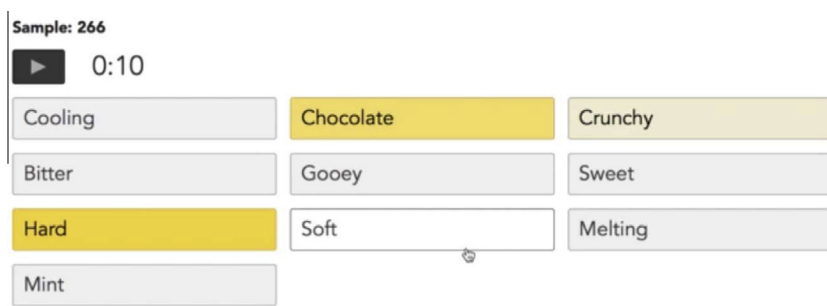 Sample: 266
0:10
Cooling Chocolate Crunchy
Bitter Gooey Sweet
Hard Soft Melting
Mint